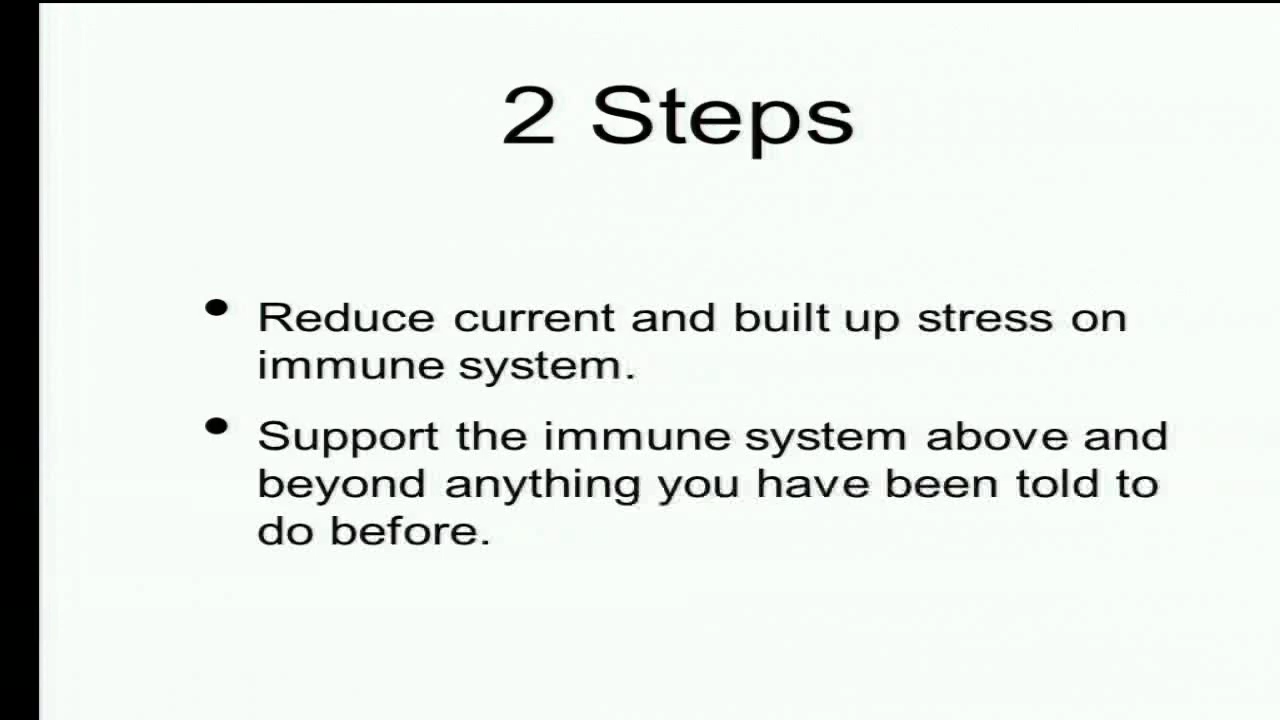 2 Steps
• Reduce current and built up stress on
immune system.
• Support the immune system above and
beyond anything you have been told to
do before.